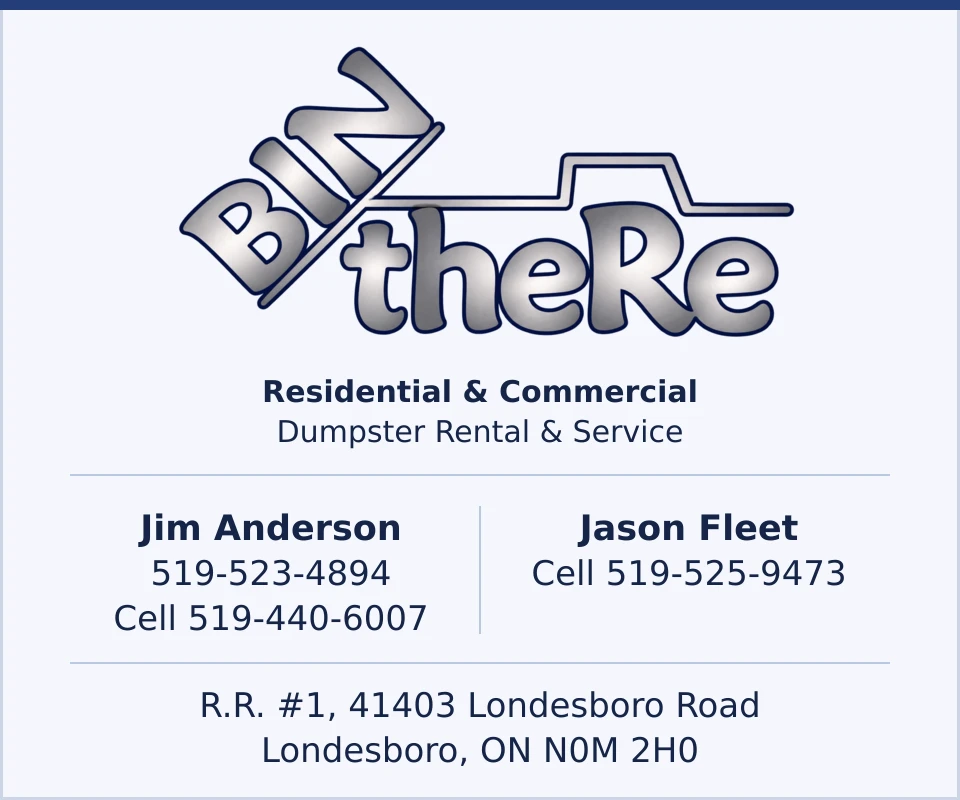 BIN
theRe
Residential & Commercial
Dumpster Rental & Service
Jim Anderson
519-523-4894
Cell 519-440-6007
Jason Fleet
Cell 519-525-9473
R.R. #1, 41403 Londesboro Road
Londesboro, ON N0M 2H0